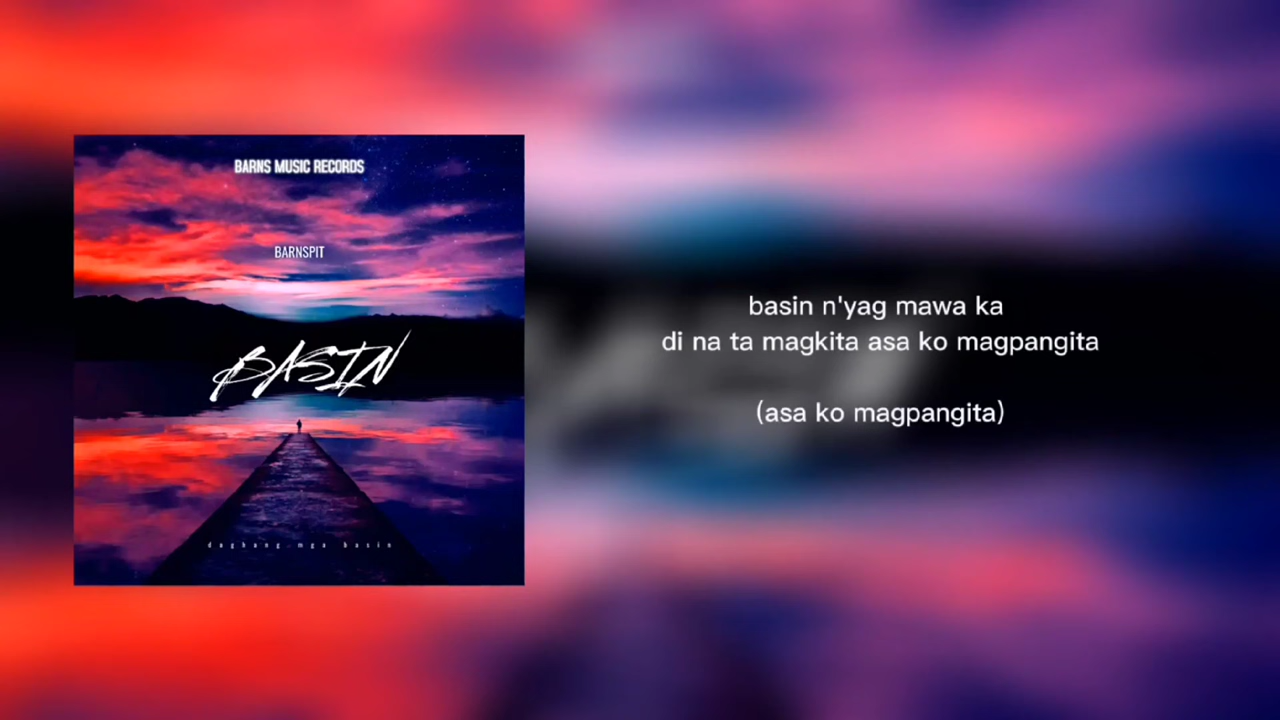 BARNS MUSIC RECORDS
BARNSPIT
BASIN
daghang mga basin
basin n'yag mawa ka
di na ta magkita asa ko magpangita
(asa ko magpangita)